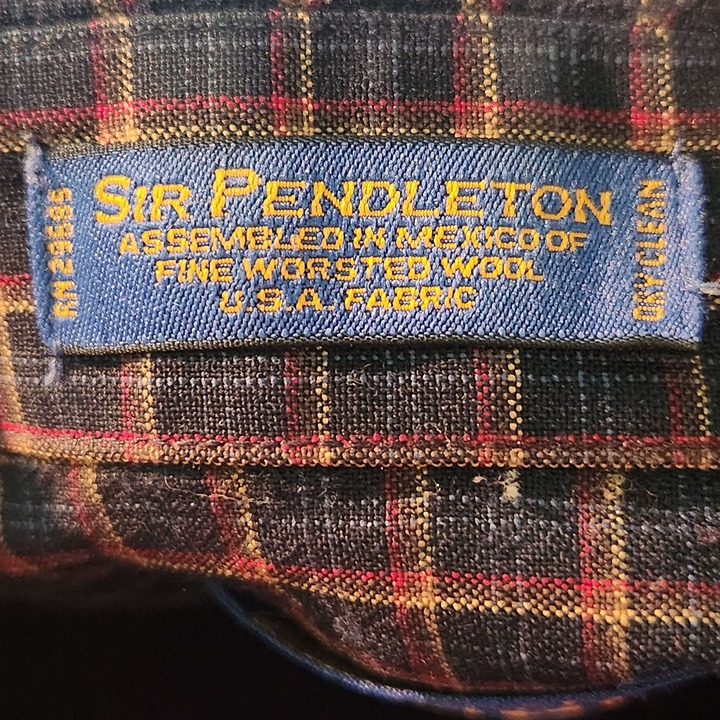 SIR PENDLETON
ASSEMBLED IN MEXICO OF
FINE WORSTED WOOL
U.S.A. FABRIC
RN 29685
DRY CLEAN